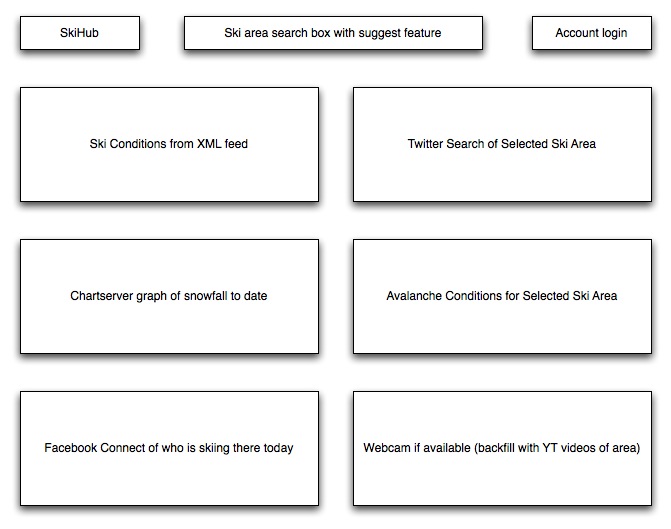 SkiHub
Ski area search box with suggest feature
Account login
Ski Conditions from XML feed
Twitter Search of Selected Ski Area
Chartserver graph of snowfall to date
Avalanche Conditions for Selected Ski Area
Facebook Connect of who is skiing there today
Webcam if available (backfill with YT videos of area)